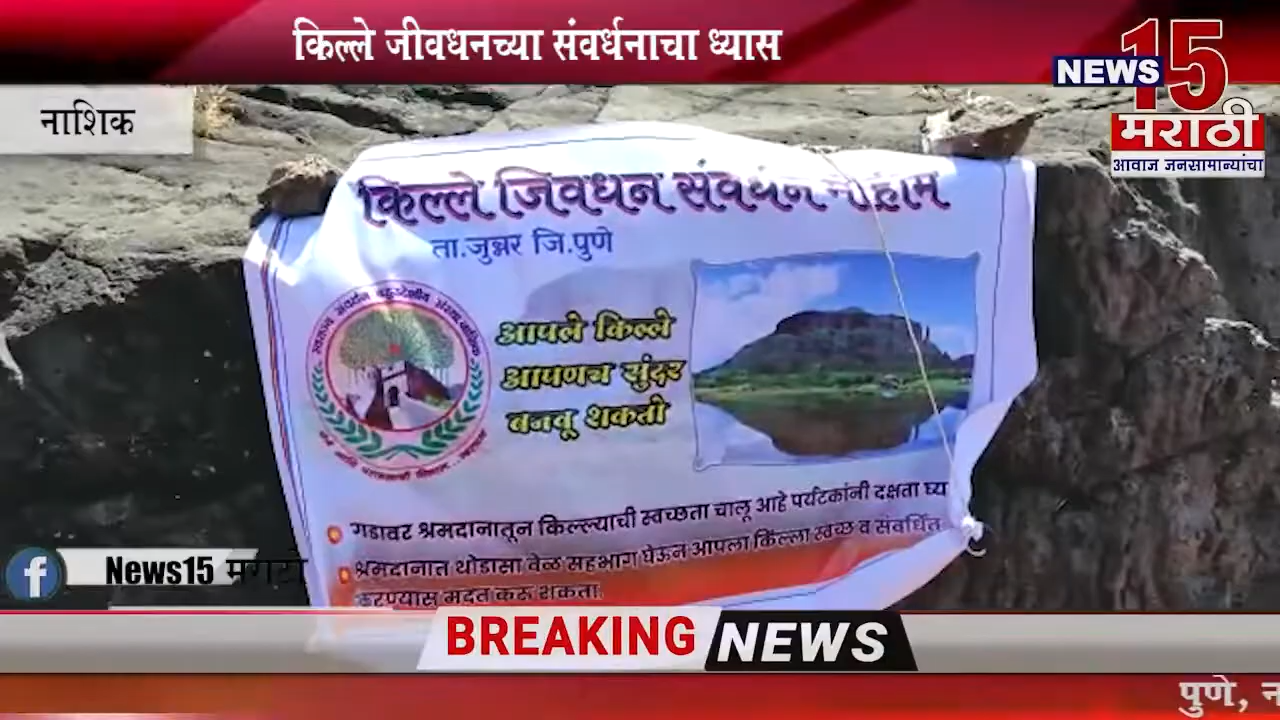 किल्ले जीवधनच्या संवर्धनाचा ध्यास
NEWS 15
मराठी
आवाज जनसामान्यांचा
नाशिक
किल्ले जिवधन संवर्धन मोहीम
ता.जुन्नर जि.पुणे
आपले किल्ले
आपणच सुंदर
बनवू शकतो
गडावर श्रमदानातून किल्ल्याची स्वच्छता चालू आहे पर्यटकांनी दक्षता घ्य
श्रमदानात थोडासा वेळ सहभाग घेऊन आपला किल्ला स्वच्छ व संवर्धित
करण्यास मदत करू शकता
f News15 मराठी
BREAKING NEWS
पुणे, न